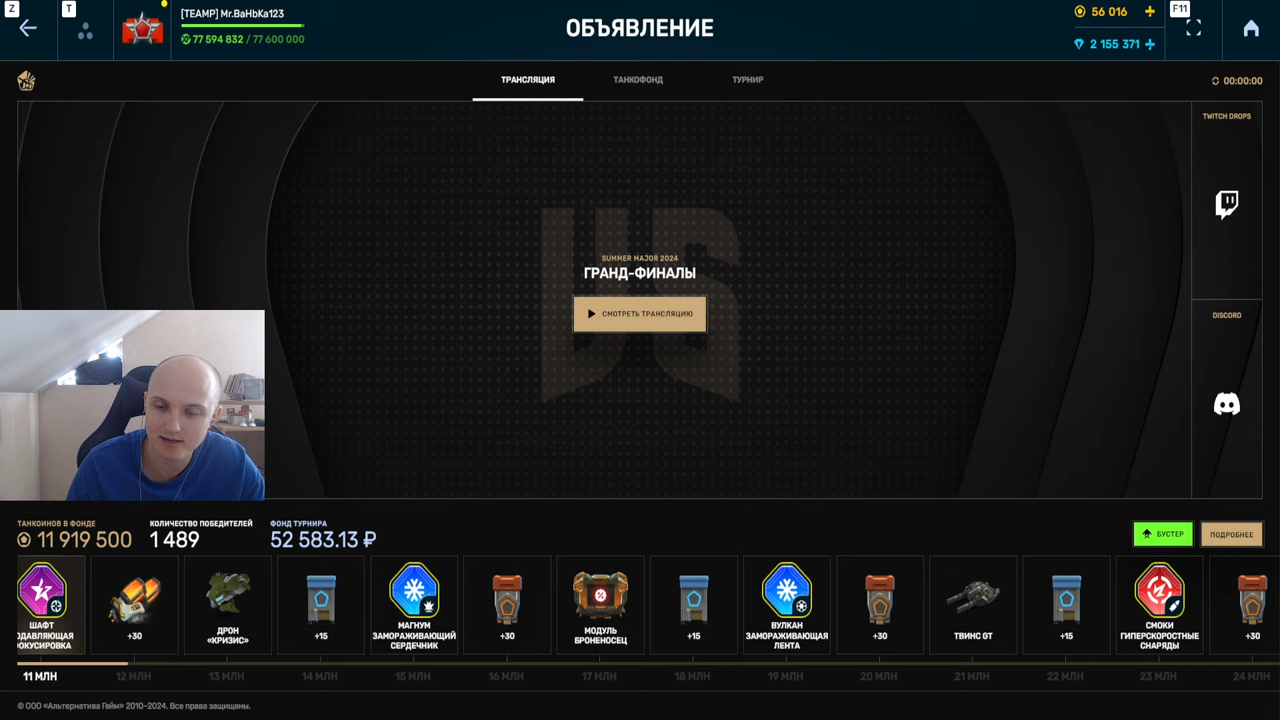 Z
T
[TEAMP] Mr.BaHbKa123
77 594 832 / 77 600 000
ОБЪЯВЛЕНИЕ
56 016
2 155 371
F11
ТРАНСЛЯЦИЯ
ТАНКОФОНД
ТУРНИР
00:00:00
TWITCH DROPS
SUMMER MAJOR 2024
ГРАНД-ФИНАЛЫ
СМОТРЕТЬ ТРАНСЛЯЦИЮ
DISCORD
ТАНКОИНОВ В ФОНДЕ
11 919 500
КОЛИЧЕСТВО ПОБЕДИТЕЛЕЙ
1 489
ФОНД ТУРНИРА
52 583.13 ₽
БУСТЕР
ПОДРОБНЕЕ
ШАФТ
ОДАВЛЯЮЩАЯ
ОКУСИРОВКА
+30
ДРОН
«КРИЗИС»
+15
МАГНУМ
ЗАМОРАЖИВАЮЩИЙ
СЕРДЕЧНИК
+30
МОДУЛЬ
БРОНЕНОСЕЦ
+15
ВУЛКАН
ЗАМОРАЖИВАЮЩАЯ
ЛЕНТА
+30
ТВИНС GT
+15
СМОКИ
ГИПЕРСКОРОСТНЫЕ
СНАРЯДЫ
+30
11 МЛН
12 МЛН
13 МЛН
14 МЛН
15 МЛН
16 МЛН
17 МЛН
18 МЛН
19 МЛН
20 МЛН
21 МЛН
22 МЛН
23 МЛН
24 МЛН
© ООО «Альтернатива Гейм» 2010-2024. Все права защищены.